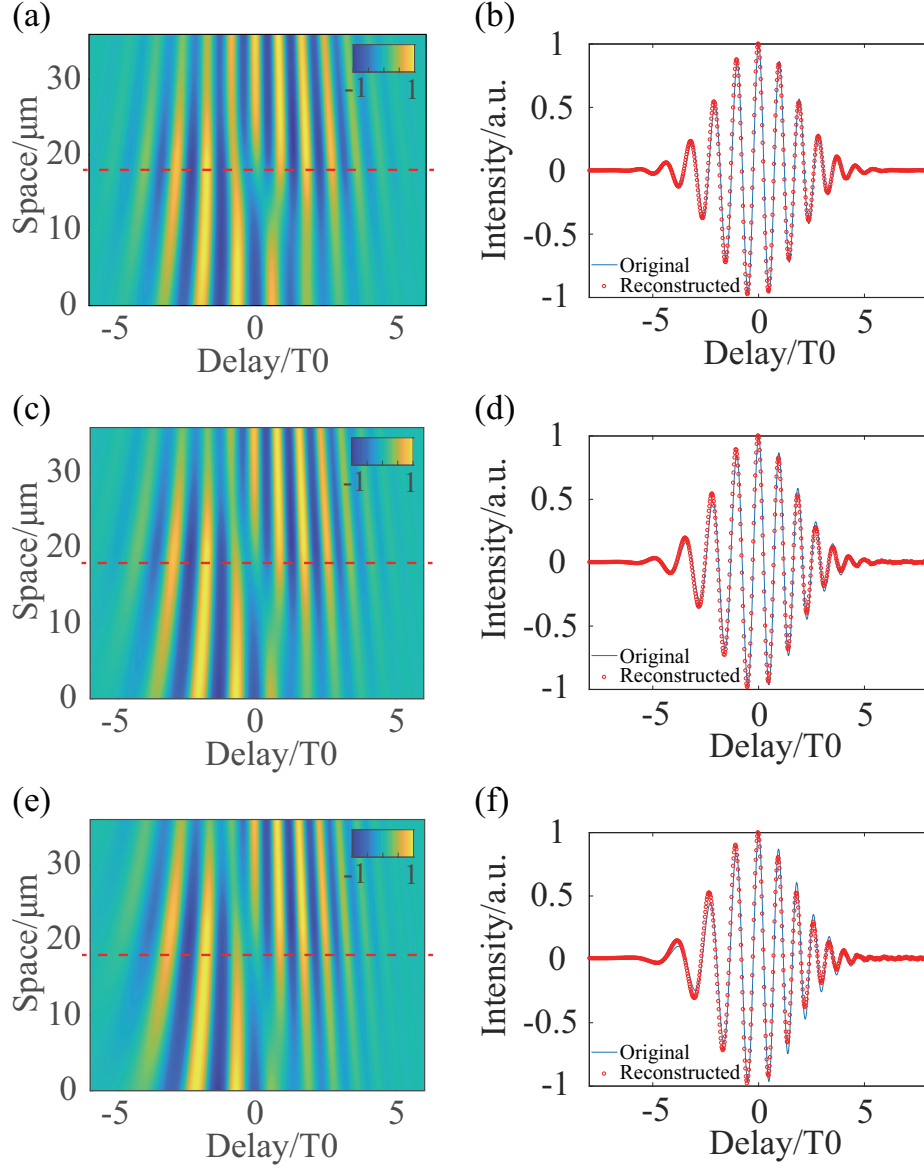 (a)
Space/μm
30
20
10
0
-1 1
-5 0 5
Delay/T0
(b)
Intensity/a.u.
1
0.5
0
-0.5
-1
Original
Reconstructed
-5 0 5
Delay/T0
(c)
Space/μm
30
20
10
0
-1 1
-5 0 5
Delay/T0
(d)
Intensity/a.u.
1
0.5
0
-0.5
-1
Original
Reconstructed
-5 0 5
Delay/T0
(e)
Space/μm
30
20
10
0
-1 1
-5 0 5
Delay/T0
(f)
Intensity/a.u.
1
0.5
0
-0.5
-1
Original
Reconstructed
-5 0 5
Delay/T0